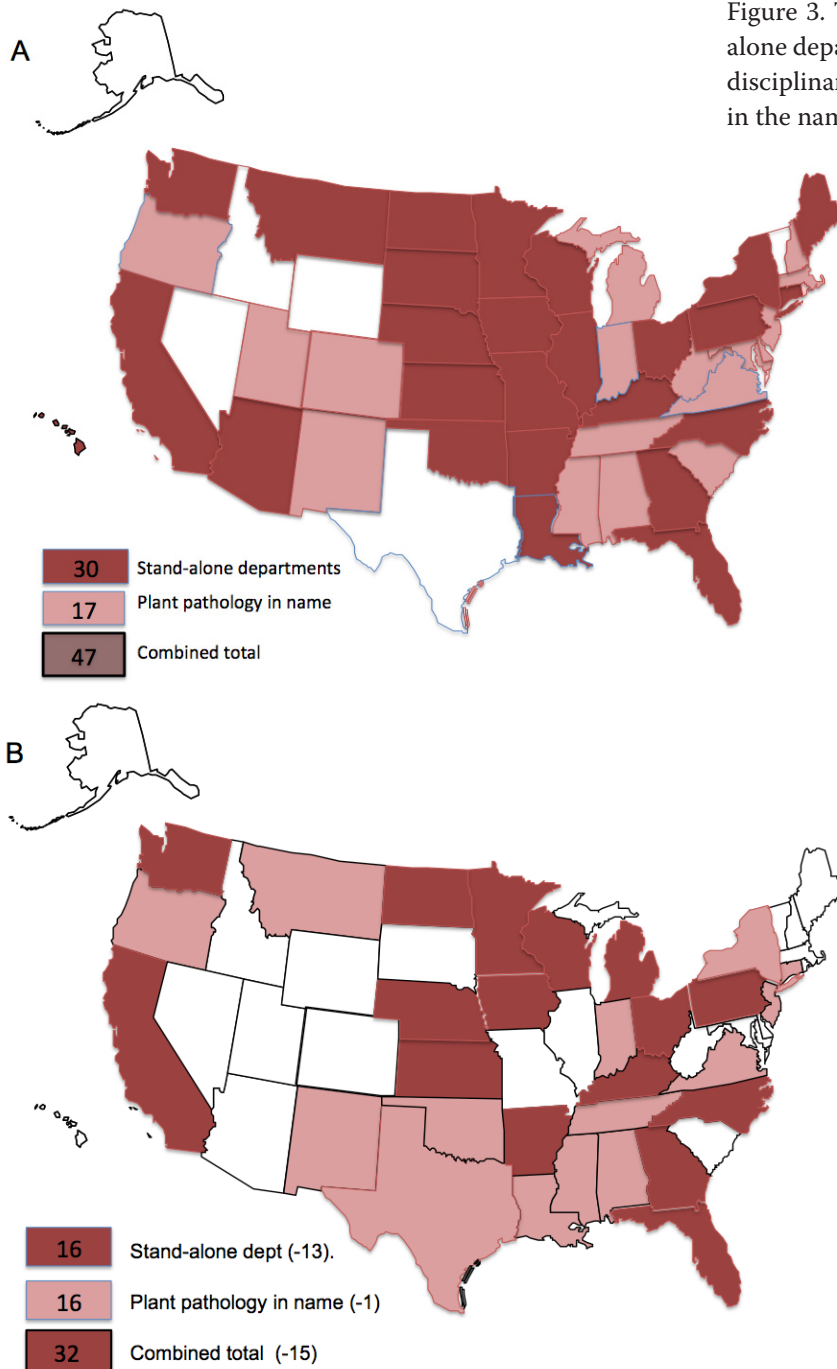 Figure 3. T
alone depa
disciplinar
in the nam
A
30 Stand-alone departments
17 Plant pathology in name
47 Combined total
B
16 Stand-alone dept (-13).
16 Plant pathology in name (-1)
32 Combined total (-15)